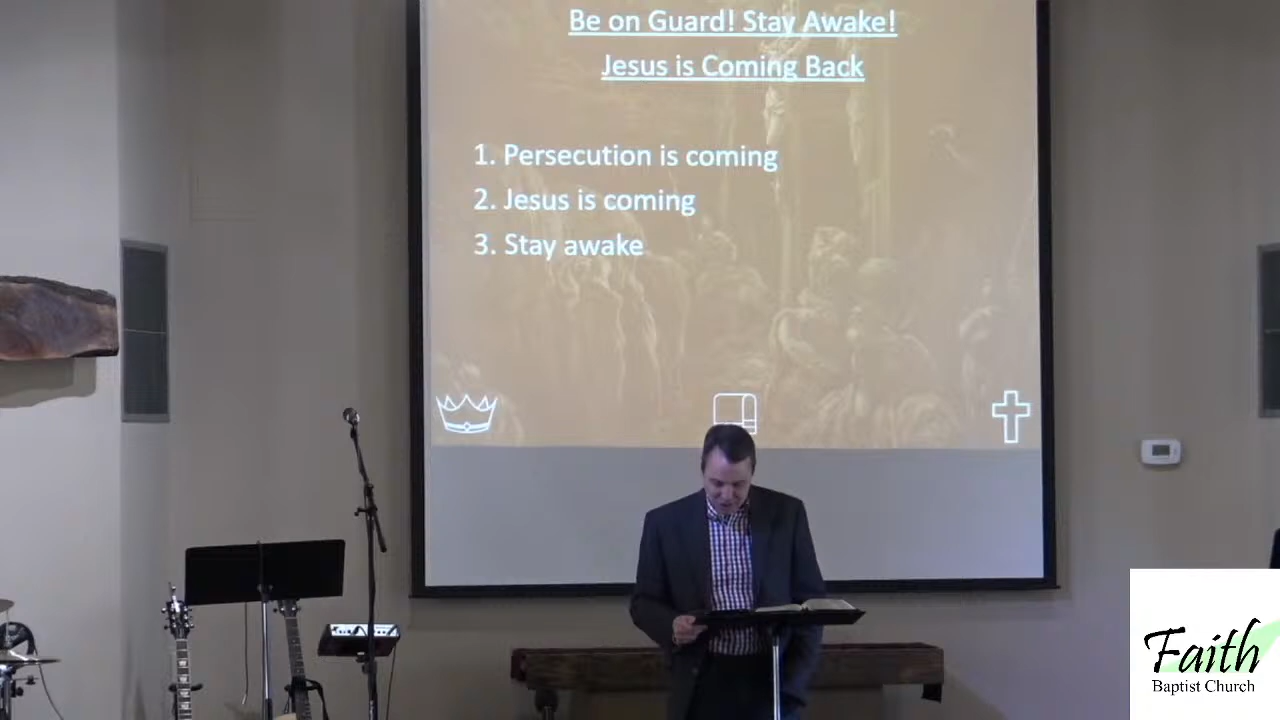 Be on Guard! Stay Awake!
Jesus is Coming Back
1. Persecution is coming
2. Jesus is coming
3. Stay awake
Faith
Baptist Church